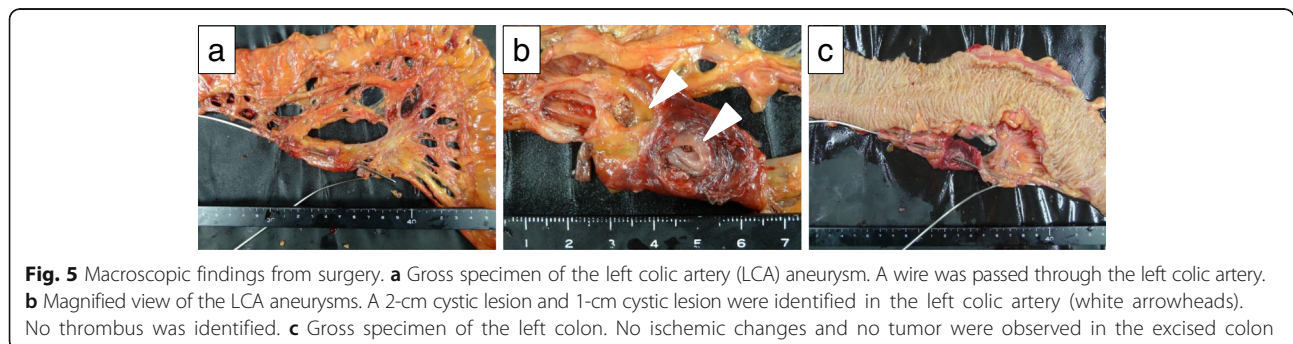 a
b
c
30
40
1 2 3 4 5 6 7
40
Fig. 5 Macroscopic findings from surgery. a Gross specimen of the left colic artery (LCA) aneurysm. A wire was passed through the left colic artery.
b Magnified view of the LCA aneurysms. A 2-cm cystic lesion and 1-cm cystic lesion were identified in the left colic artery (white arrowheads).
No thrombus was identified. c Gross specimen of the left colon. No ischemic changes and no tumor were observed in the excised colon